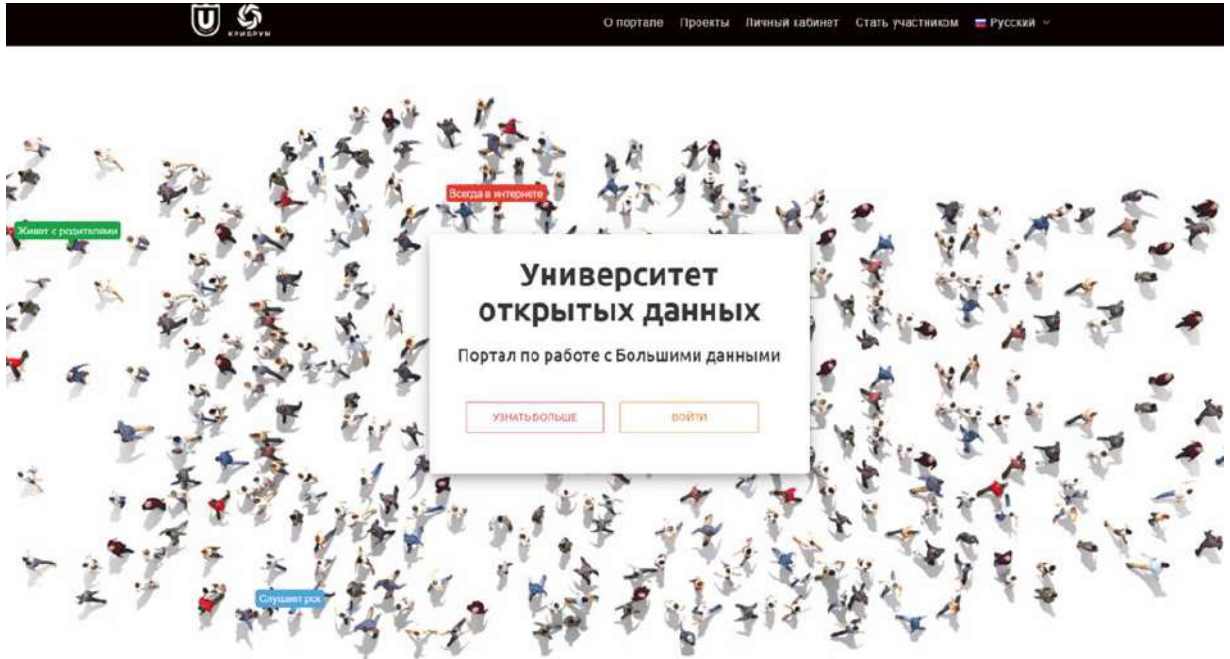 КРИБРУМ
О портале Проекты Личный кабинет Стать участником Русский
Всегда в интернете
Живет с родителями
Университет
открытых данных
Портал по работе с Большими данными
УЗНАТЬ БОЛЬШЕ ВОЙТИ
Слушает рок